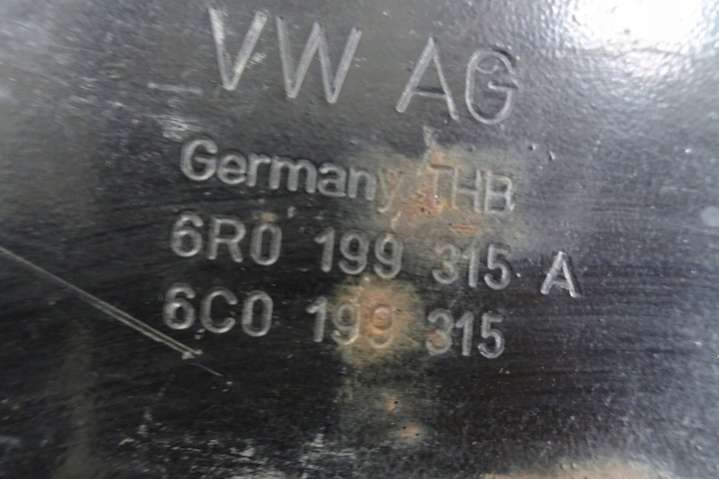 VW AG
Germany THB
6R0 199 315 A
6C0 199 315